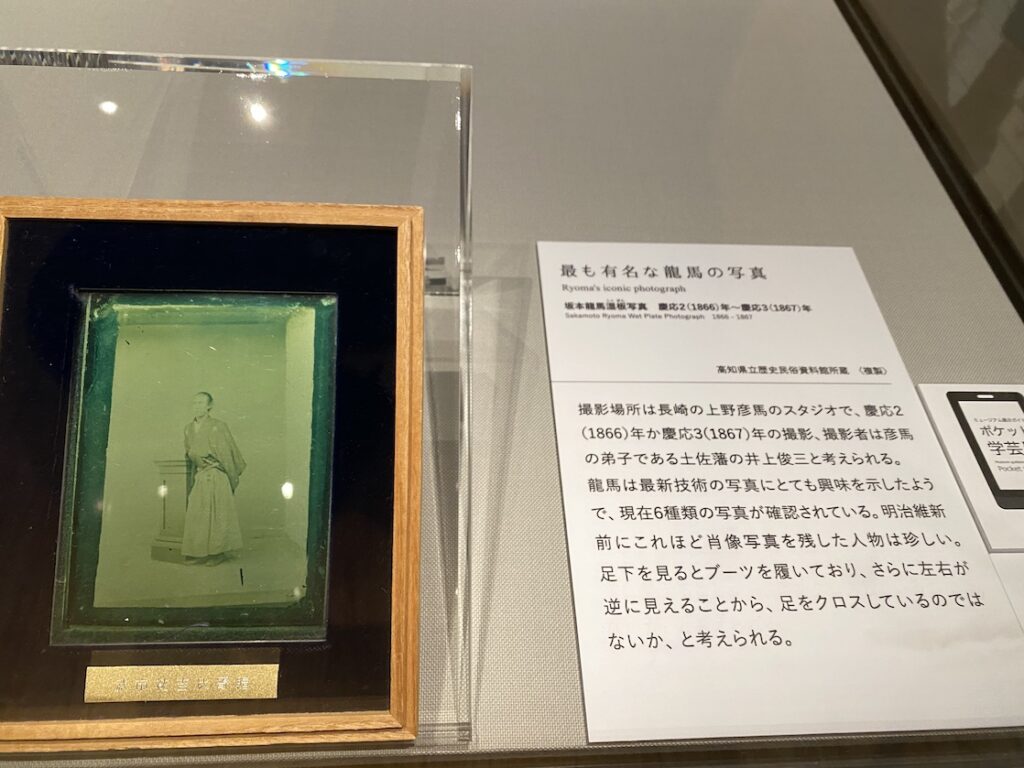 最も有名な龍馬の写真
Ryoma's iconic photograph
坂本龍馬湿板写真 慶応2（1866）年〜慶応3（1867）年
Sakamoto Ryoma Wet Plate Photograph 1866 - 1867
高知県立歴史民俗資料館所蔵 〈複製〉
撮影場所は長崎の上野彦馬のスタジオで、慶応2
（1866）年か慶応3（1867）年の撮影、撮影者は彦馬
の弟子である土佐藩の井上俊三と考えられる。
龍馬は最新技術の写真にとても興味を示したよう
で、現在6種類の写真が確認されている。明治維新
前にこれほど肖像写真を残した人物は珍しい。
足下を見るとブーツを履いており、さらに左右が
逆に見えることから、足をクロスしているのでは
ないか、と考えられる。
ポケット
学芸
Pocket